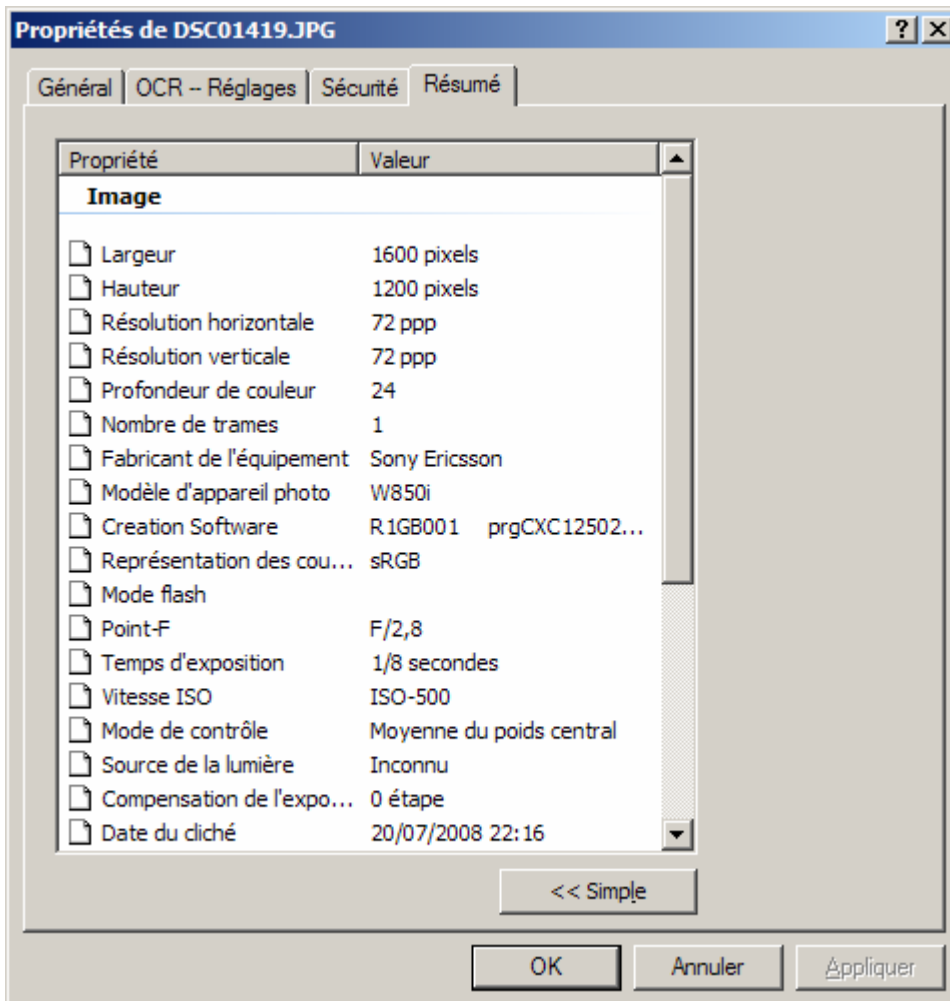 Propriétés de DSC01419.JPG
Général OCR -- Réglages Sécurité Résumé
Propriété Valeur
Image
Largeur 1600 pixels
Hauteur 1200 pixels
Résolution horizontale 72 ppp
Résolution verticale 72 ppp
Profondeur de couleur 24
Nombre de trames 1
Fabricant de l'équipement Sony Ericsson
Modèle d'appareil photo W850i
Creation Software R1GB001 prgCXC12502...
Représentation des cou... sRGB
Mode flash
Point-F F/2,8
Temps d'exposition 1/8 secondes
Vitesse ISO ISO-500
Mode de contrôle Moyenne du poids central
Source de la lumière Inconnu
Compensation de l'expo... 0 étape
Date du cliché 20/07/2008 22:16
<< Simple
OK Annuler Appliquer